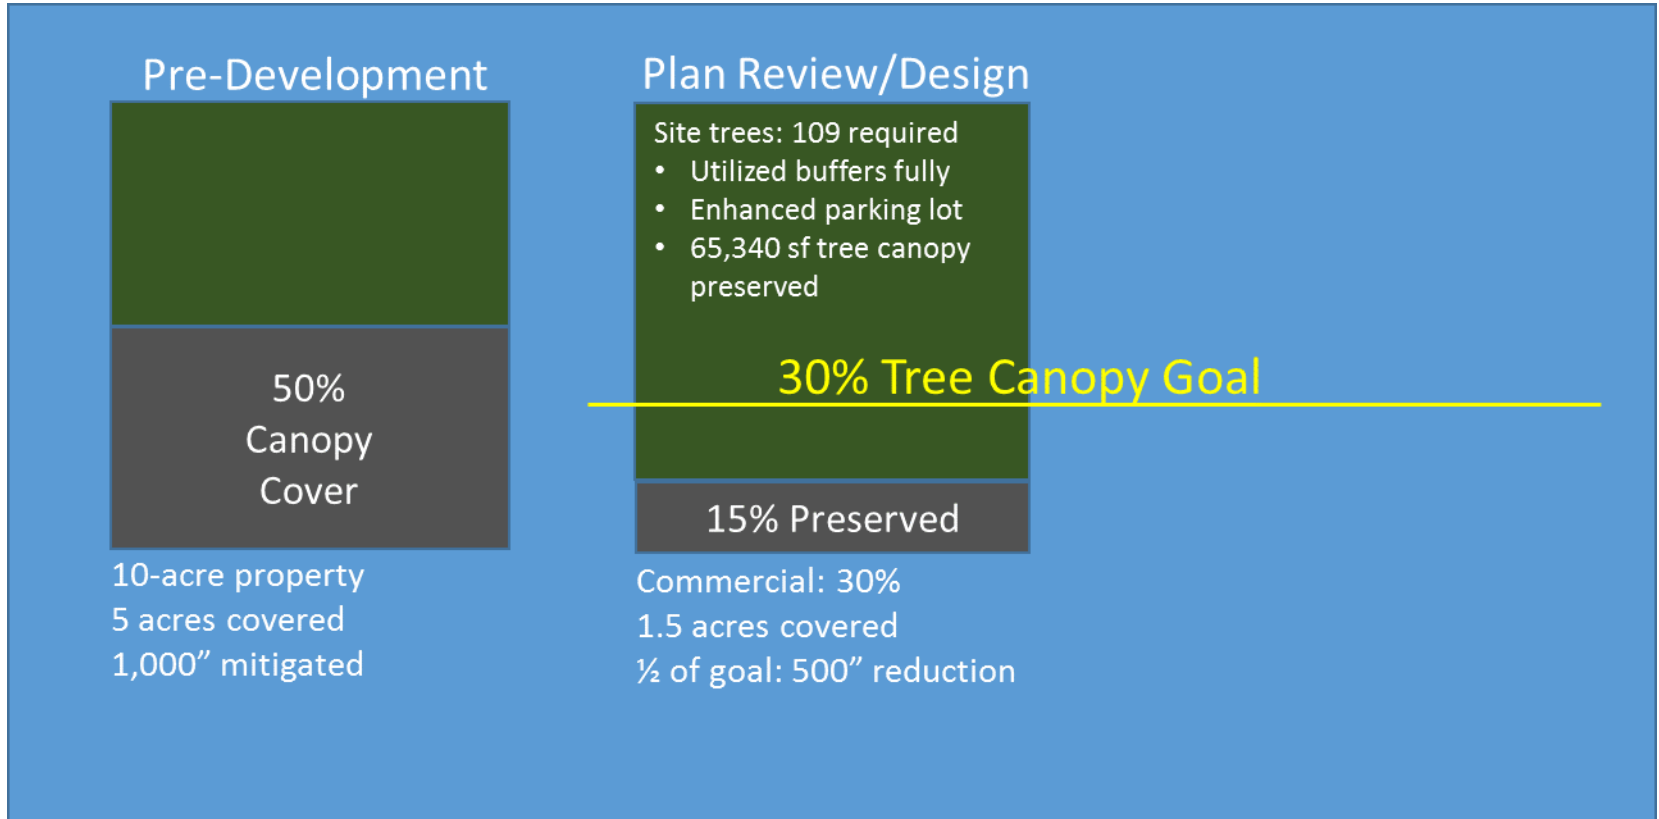 Pre-Development
50%
Canopy
Cover
10-acre property
5 acres covered
1,000” mitigated
Plan Review/Design
Site trees: 109 required
• Utilized buffers fully
• Enhanced parking lot
• 65,340 sf tree canopy
preserved
30% Tree Canopy Goal
15% Preserved
Commercial: 30%
1.5 acres covered
½ of goal: 500” reduction